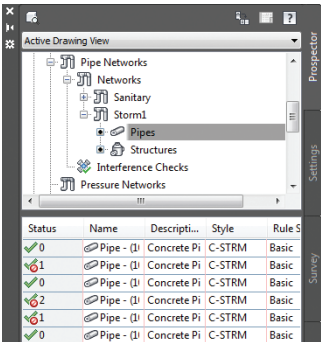 Active Drawing View
Prospector
Pipe Networks
Networks
Sanitary
Storm1
Pipes
Structures
Interference Checks
Pressure Networks
Settings
Survey
Status Name Descripti... Style Rule S
0 Pipe - (1 Concrete Pi C-STRM Basic
1 Pipe - (1 Concrete Pi C-STRM Basic
0 Pipe - (1 Concrete Pi C-STRM Basic
2 Pipe - (1 Concrete Pi C-STRM Basic
1 Pipe - (1 Concrete Pi C-STRM Basic
0 Pipe - (1 Concrete Pi C-STRM Basic